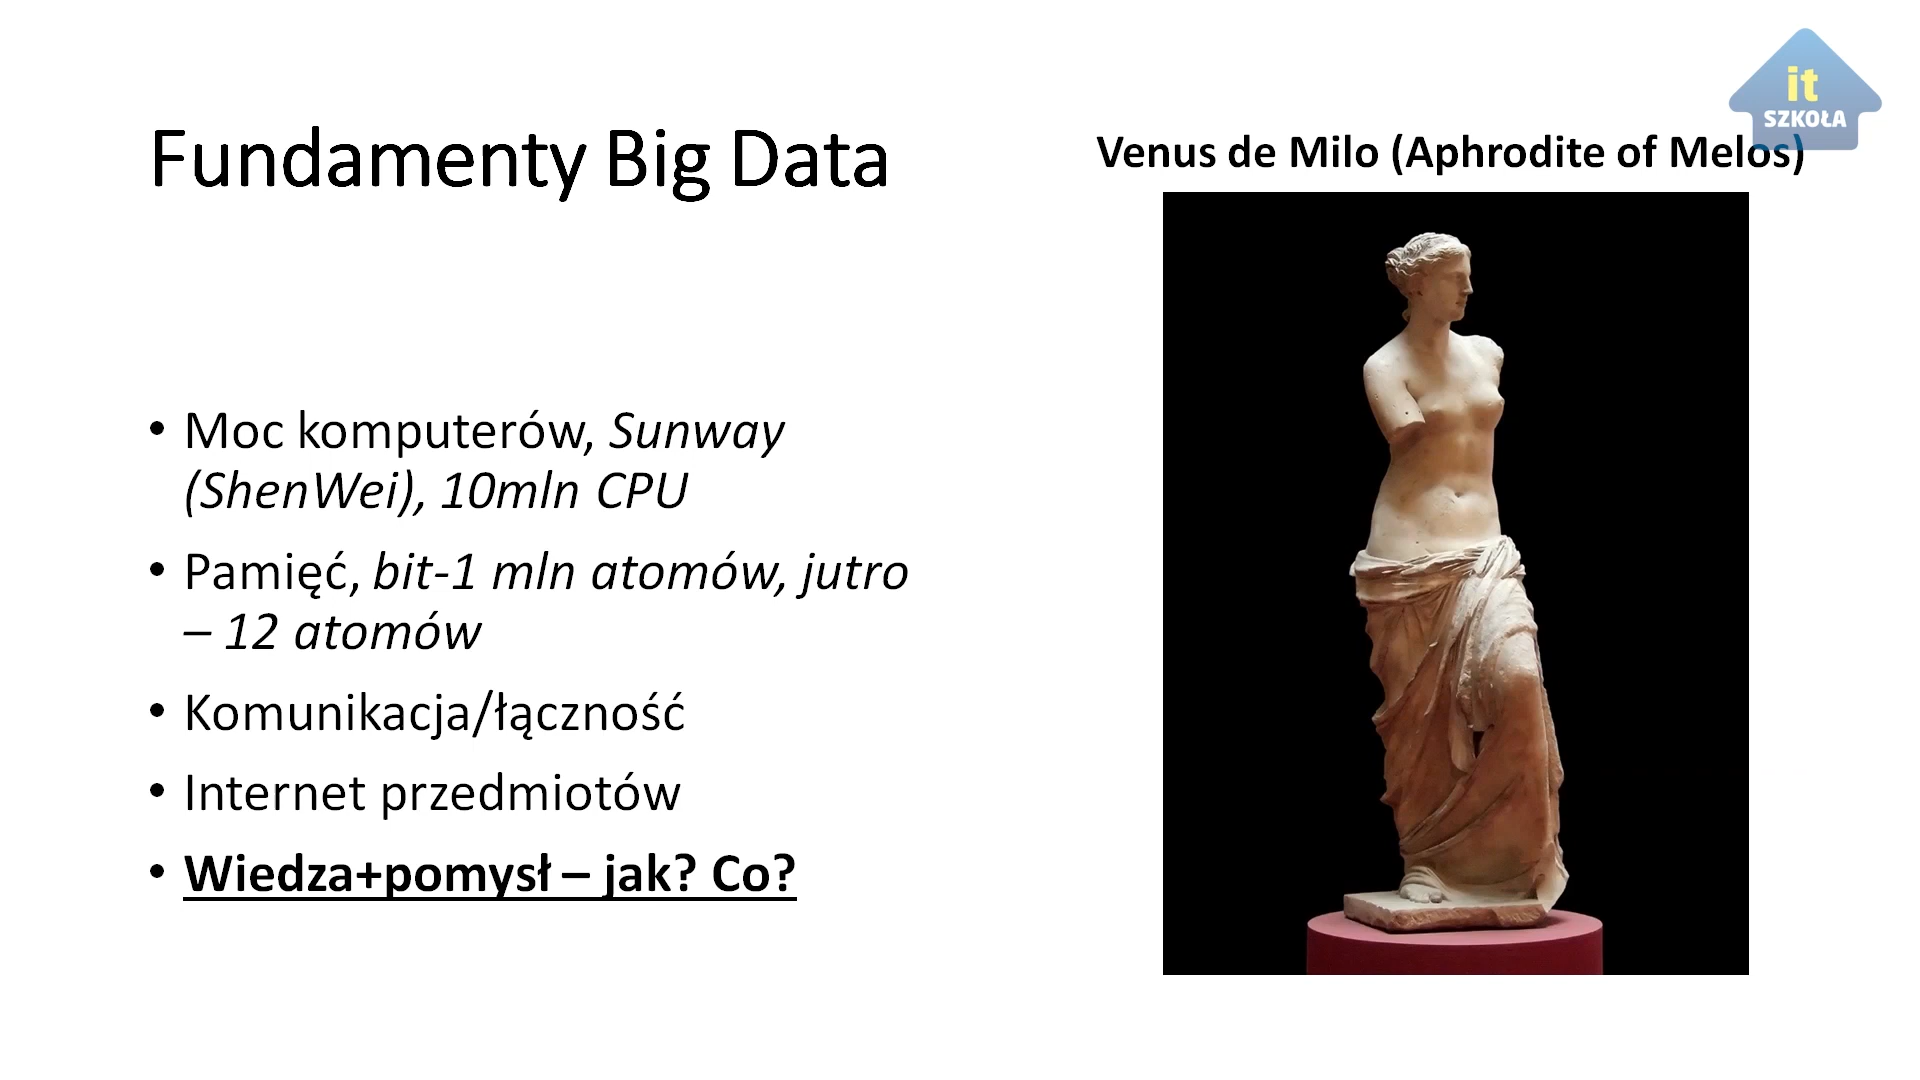 it
SZKOŁA
Fundamenty Big Data
Venus de Milo (Aphrodite of Melos)
• Moc komputerów, Sunway
(ShenWei), 10mln CPU
• Pamięć, bit-1 mln atomów, jutro
– 12 atomów
• Komunikacja/łączność
• Internet przedmiotów
• Wiedza+pomysł – jak? Co?